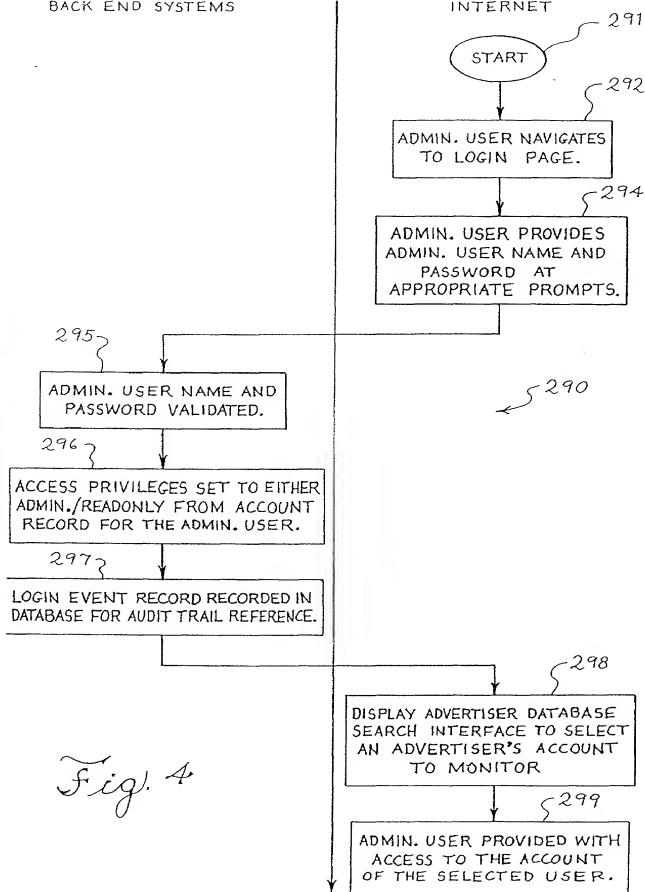 BACK END SYSTEMS
INTERNET
291
START
292
ADMIN. USER NAVIGATES
TO LOGIN PAGE.
294
ADMIN. USER PROVIDES
ADMIN. USER NAME AND
PASSWORD AT
APPROPRIATE PROMPTS.
295
ADMIN. USER NAME AND
PASSWORD VALIDATED.
290
296
ACCESS PRIVILEGES SET TO EITHER
ADMIN./READONLY FROM ACCOUNT
RECORD FOR THE ADMIN. USER.
297
LOGIN EVENT RECORD RECORDED IN
DATABASE FOR AUDIT TRAIL REFERENCE.
298
DISPLAY ADVERTISER DATABASE
SEARCH INTERFACE TO SELECT
AN ADVERTISER'S ACCOUNT
TO MONITOR
Fig. 4
299
ADMIN. USER PROVIDED WITH
ACCESS TO THE ACCOUNT
OF THE SELECTED USER.